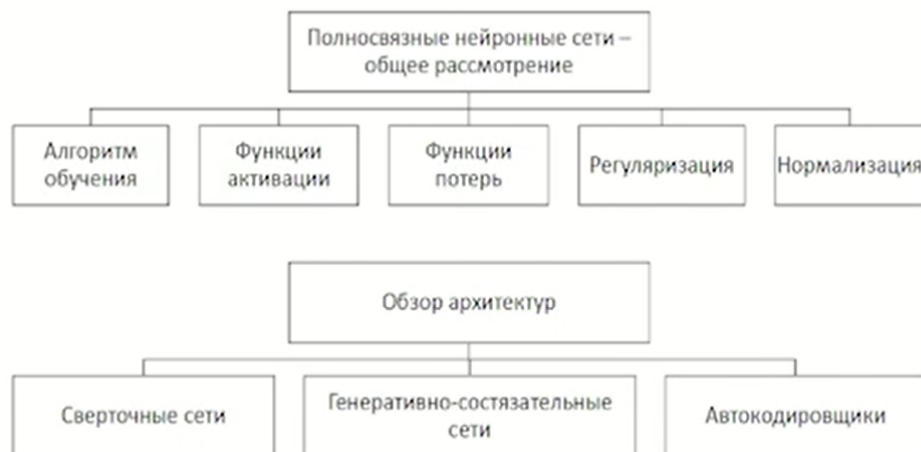 Полносвязные нейронные сети –
общее рассмотрение
Алгоритм
обучения
Функции
активации
Функции
потерь
Регуляризация
Нормализация
Обзор архитектур
Сверточные сети
Генеративно-состязательные
сети
Автокодировщики